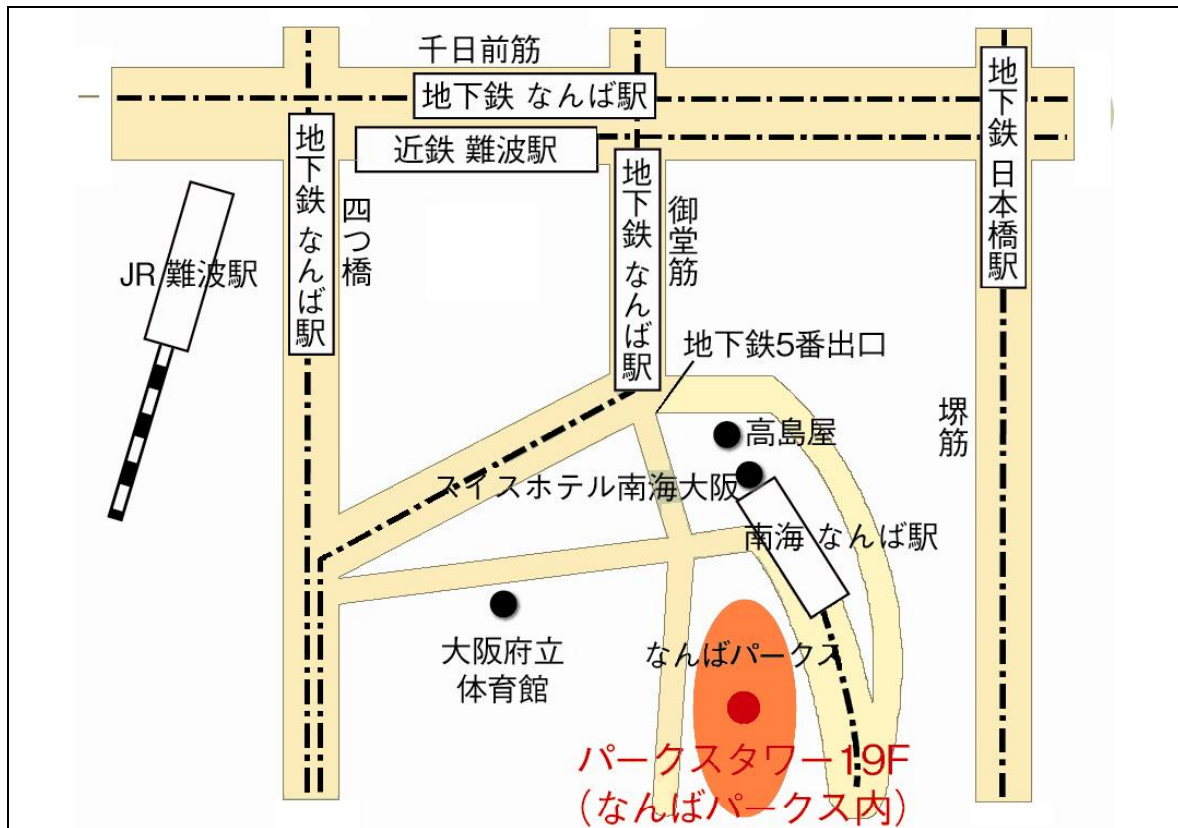 千日前筋
地下鉄 なんば駅
近鉄 難波駅
地下鉄 なんば駅
四つ橋
地下鉄 なんば駅
御堂筋
地下鉄 日本橋駅
JR 難波駅
地下鉄5番出口
堺筋
高島屋
スイスホテル南海大阪
南海 なんば駅
大阪府立
体育館
なんばパークス
パークスタワー19F
（なんばパークス内）